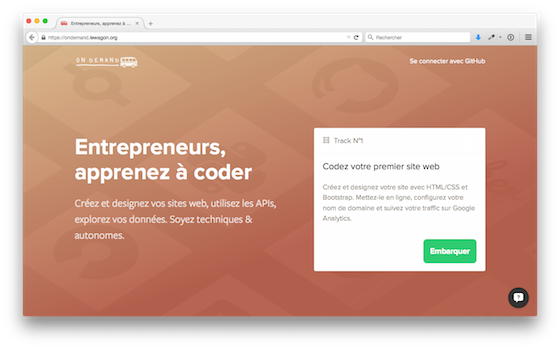 Entrepreneurs, apprenez à ...
https://ondemand.lewagon.org
Rechercher
ON DEMAND
Se connecter avec GitHub
Entrepreneurs,
apprenez à coder
Créez et designez vos sites web, utilisez les APIs,
explorez vos données. Soyez techniques &
autonomes.
Track N°1
Codez votre premier site web
Créez et designez votre site avec HTML/CSS et
Bootstrap. Mettez-le en ligne, configurez votre
nom de domaine et suivez votre traffic sur Google
Analytics.
Embarquer